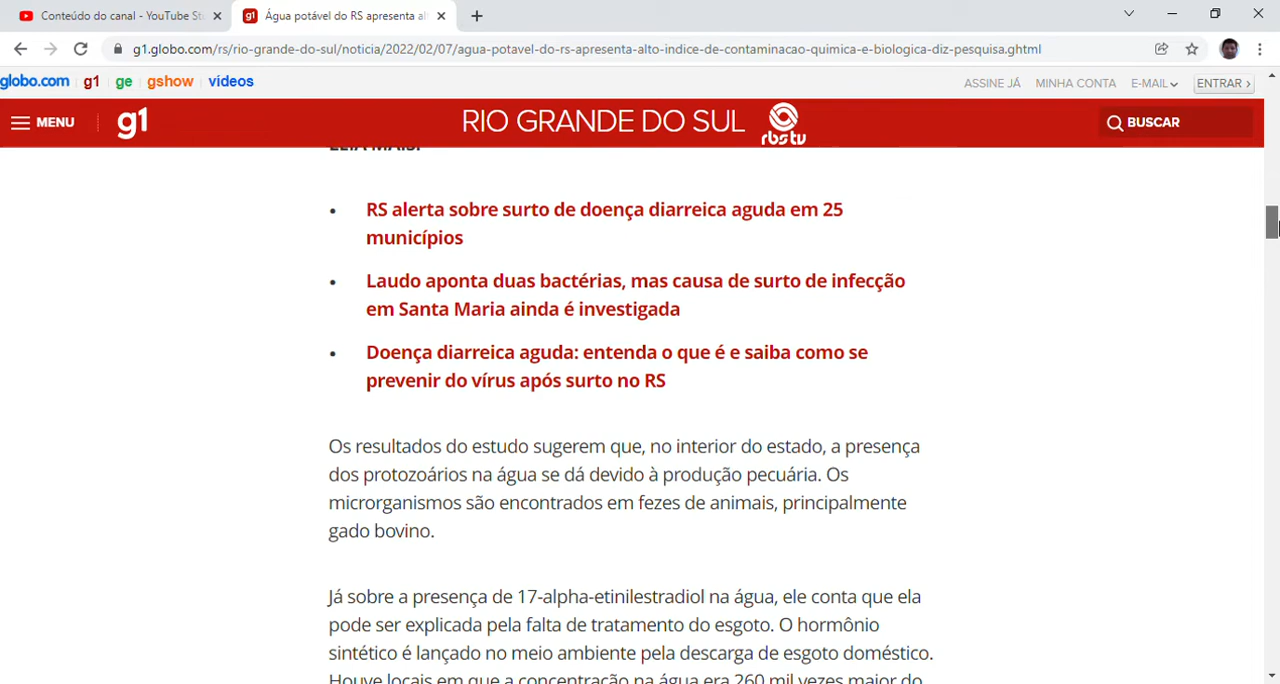 Conteúdo do canal - YouTube Stu
Água potável do RS apresenta alt
g1.globo.com/rs/rio-grande-do-sul/noticia/2022/02/07/agua-potavel-do-rs-apresenta-alto-indice-de-contaminacao-quimica-e-biologica-diz-pesquisa.ghtml
globo.com g1 ge gshow vídeos ASSINE JÁ MINHA CONTA E-MAIL ENTRAR ›
MENU g1 RIO GRANDE DO SUL rbs tv BUSCAR
LEIA MAIS:
• RS alerta sobre surto de doença diarreica aguda em 25
municípios
• Laudo aponta duas bactérias, mas causa de surto de infecção
em Santa Maria ainda é investigada
• Doença diarreica aguda: entenda o que é e saiba como se
prevenir do vírus após surto no RS
Os resultados do estudo sugerem que, no interior do estado, a presença
dos protozoários na água se dá devido à produção pecuária. Os
microrganismos são encontrados em fezes de animais, principalmente
gado bovino.
Já sobre a presença de 17-alpha-etinilestradiol na água, ele conta que ela
pode ser explicada pela falta de tratamento do esgoto. O hormônio
sintético é lançado no meio ambiente pela descarga de esgoto doméstico.
Houve locais em que a concentração na água era 260 mil vezes maior do